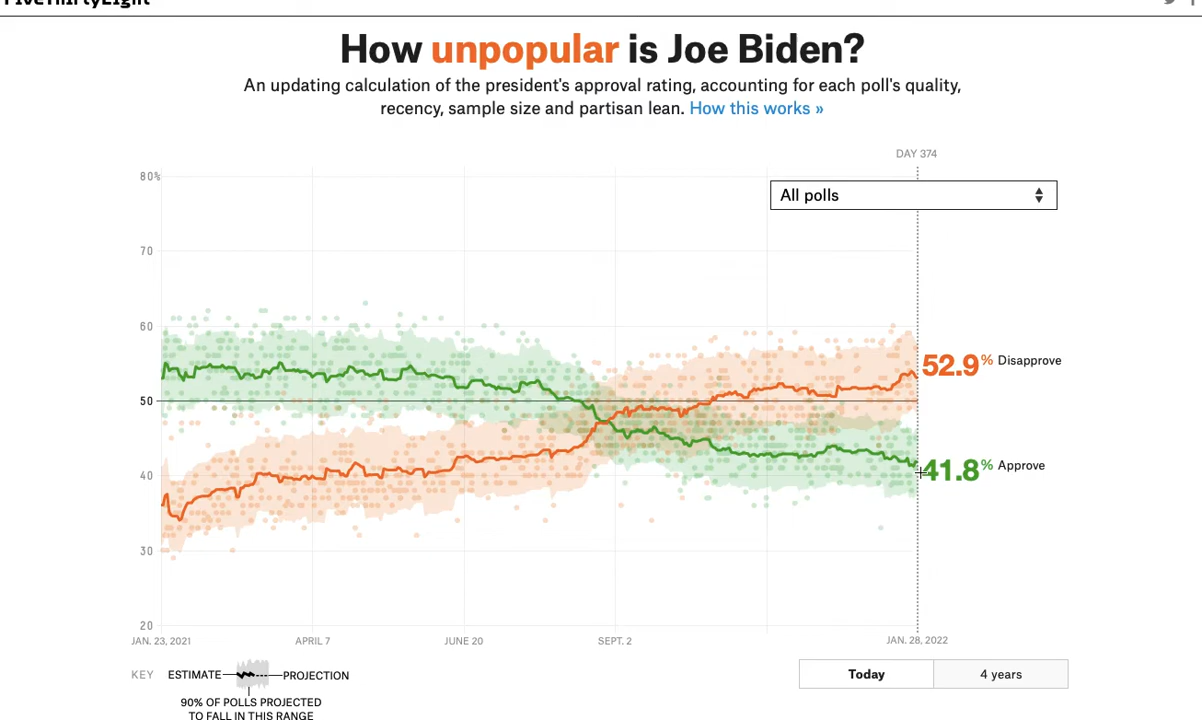 FiveThirtyEight
How unpopular is Joe Biden?
An updating calculation of the president's approval rating, accounting for each poll's quality,
recency, sample size and partisan lean. How this works »
DAY 374
80%
All polls
70
60
52.9% Disapprove
50
41.8% Approve
40
30
20
JAN. 23, 2021 APRIL 7 JUNE 20 SEPT. 2 JAN. 28, 2022
KEY ESTIMATE PROJECTION
Today 4 years
90% OF POLLS PROJECTED
TO FALL IN THIS RANGE